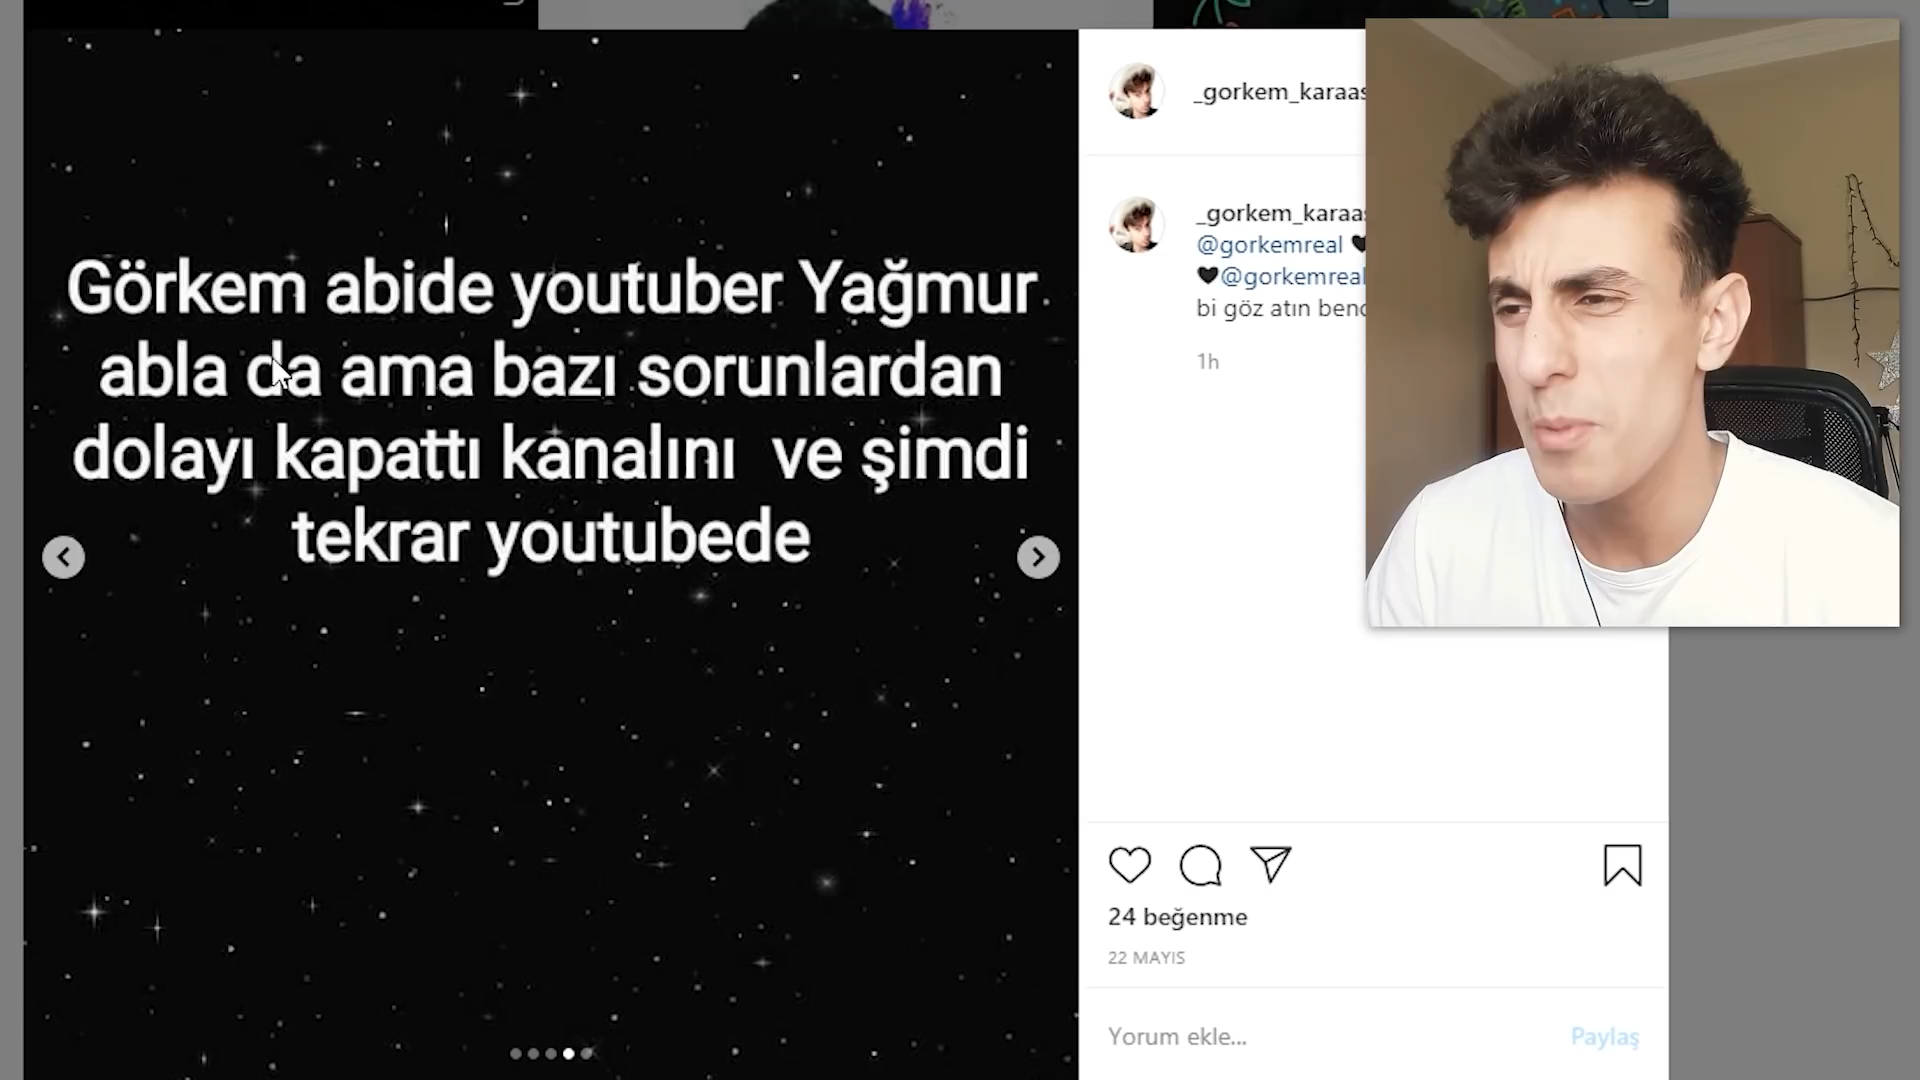 Görkem abide youtuber Yağmur
abla da ama bazı sorunlardan
dolayı kapattı kanalını ve şimdi
tekrar youtubede
_gorkem_karaas
_gorkem_karaas
@gorkemreal
@gorkemreal
bi göz atın
1h
24 beğenme
22 MAYIS
Yorum ekle...
Paylaş